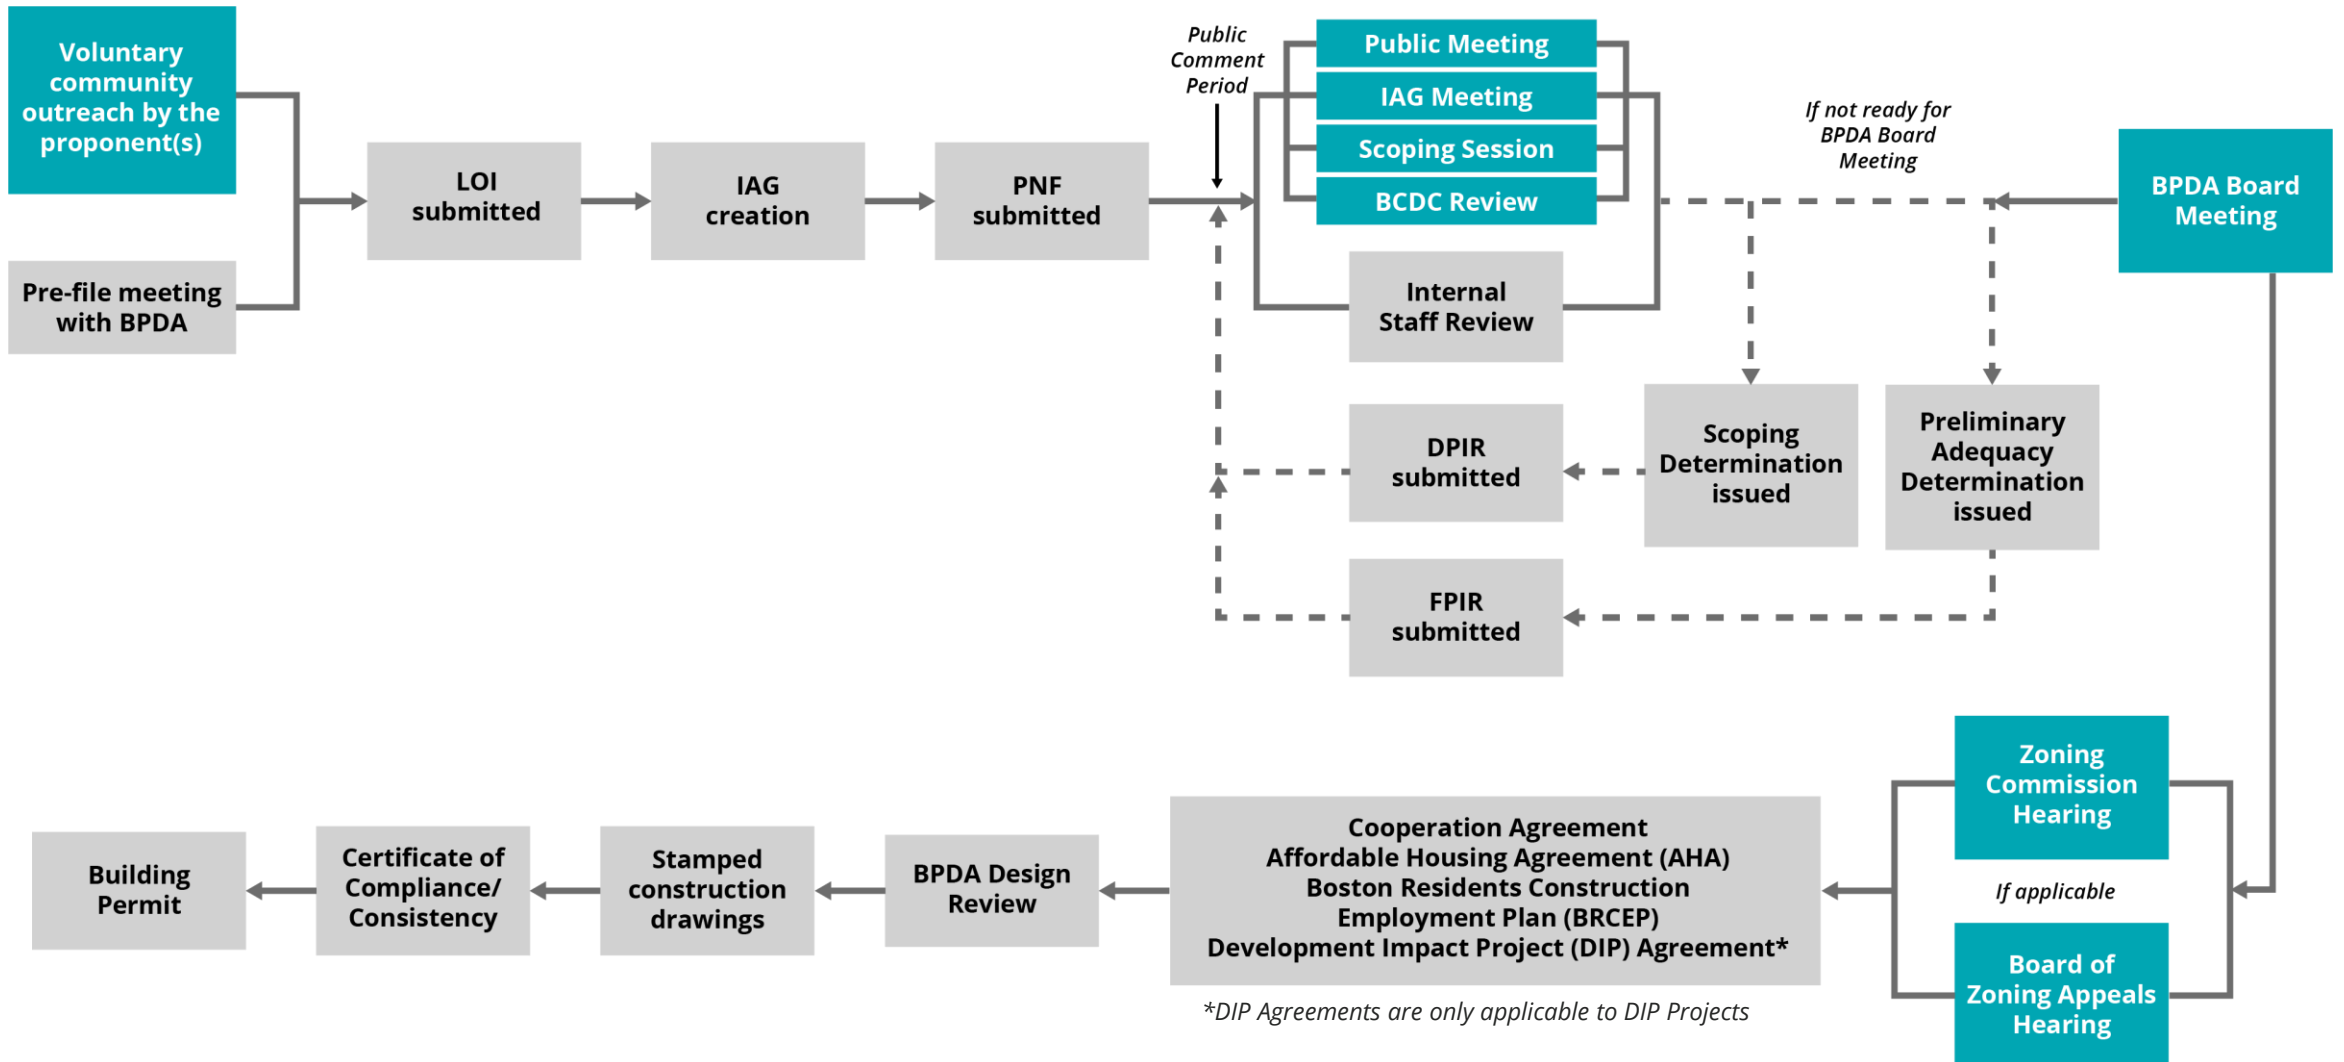 Voluntary
community
outreach by the
proponent(s)
Pre-file meeting
with BPDA
LOI
submitted
IAG
creation
PNF
submitted
Public
Comment
Period
Public Meeting
IAG Meeting
Scoping Session
BCDC Review
Internal
Staff Review
If not ready for
BPDA Board
Meeting
BPDA Board
Meeting
DPIR
submitted
Scoping
Determination
issued
Preliminary
Adequacy
Determination
issued
FPIR
submitted
Zoning
Commission
Hearing
If applicable
Board of
Zoning Appeals
Hearing
Cooperation Agreement
Affordable Housing Agreement (AHA)
Boston Residents Construction
Employment Plan (BRCEP)
Development Impact Project (DIP) Agreement*
*DIP Agreements are only applicable to DIP Projects
BPDA Design
Review
Stamped
construction
drawings
Certificate of
Compliance/
Consistency
Building
Permit